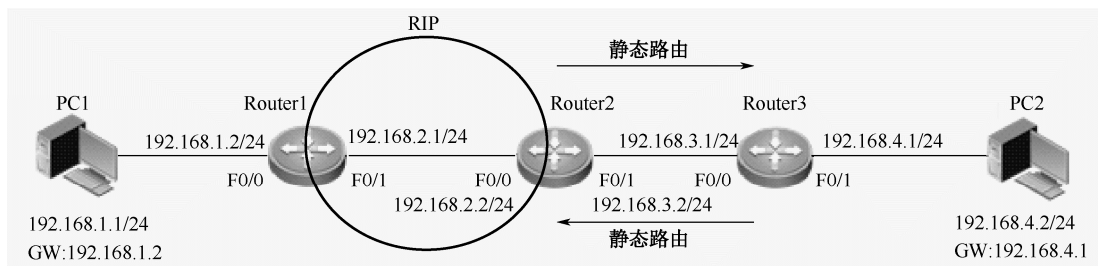 RIP
静态路由
PC1
Router1
Router2
Router3
PC2
192.168.1.2/24
192.168.2.1/24
192.168.3.1/24
192.168.4.1/24
F0/0
F0/1
F0/0
F0/1
F0/0
F0/1
192.168.2.2/24
192.168.3.2/24
192.168.1.1/24
GW:192.168.1.2
静态路由
192.168.4.2/24
GW:192.168.4.1